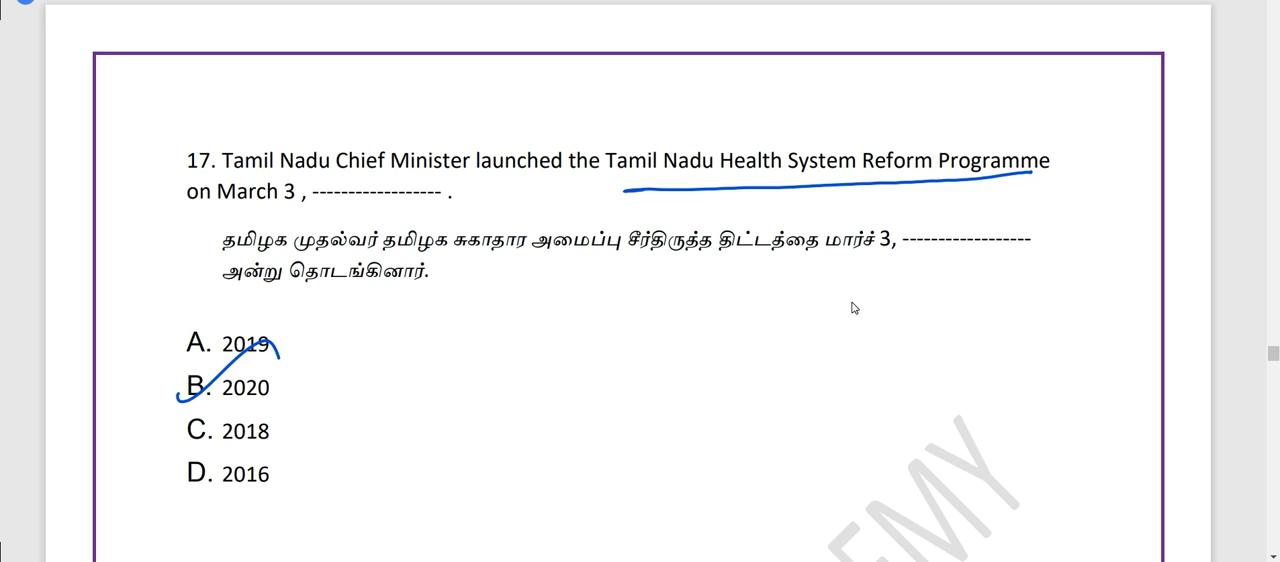 17. Tamil Nadu Chief Minister launched the Tamil Nadu Health System Reform Programme
on March 3 , ------------------ .
தமிழக முதல்வர் தமிழக சுகாதார அமைப்பு சீர்திருத்த திட்டத்தை மார்ச் 3, ------------------
அன்று தொடங்கினார்.
A. 2019
B. 2020
C. 2018
D. 2016